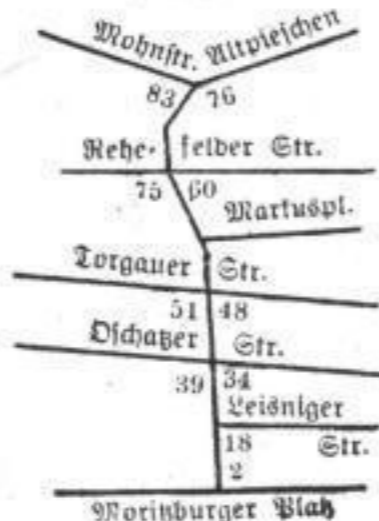 Mohnstr. Altpieschen
83 76
Rehe- felder Str.
75 60
Markuspl.
Torgauer Str.
51 48
Oschatzer Str.
39 34
Leisniger
18 Str.
2
Moritzburger Platz